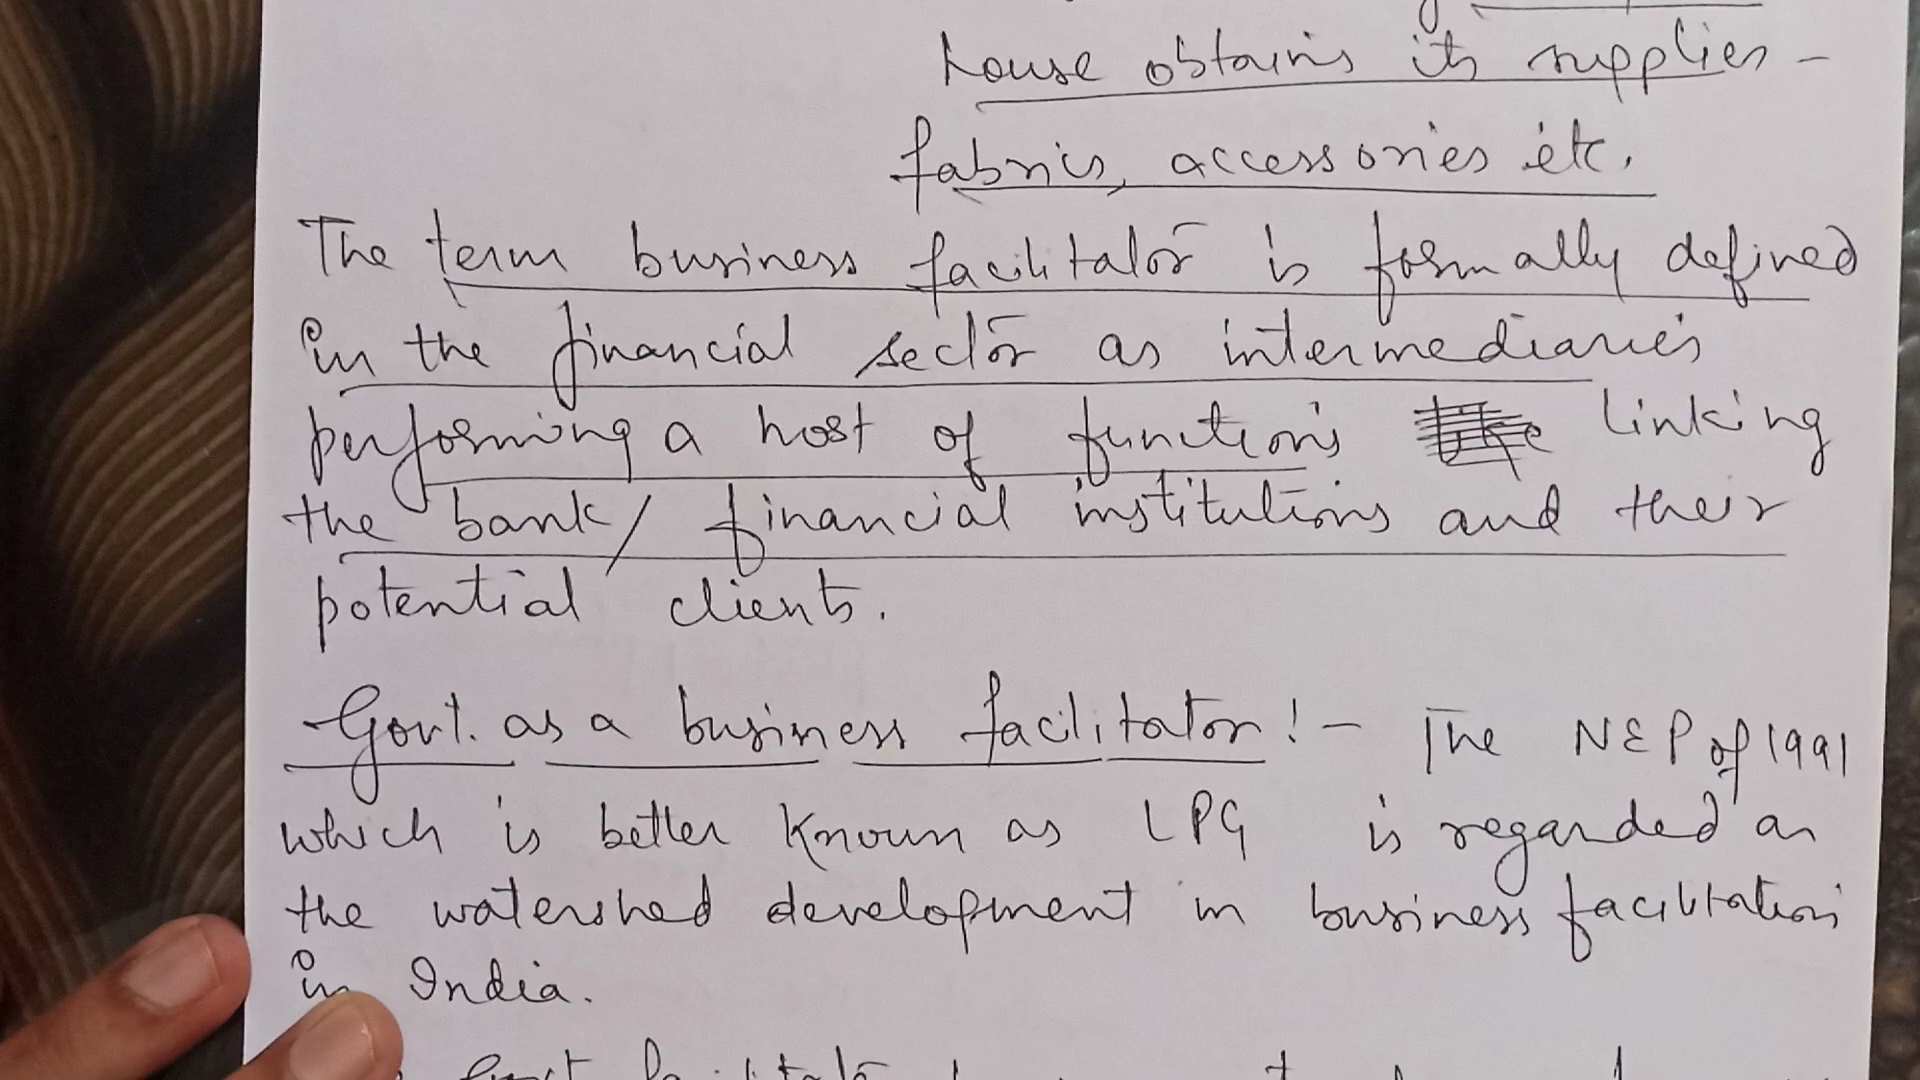 house obtains its supplies -
fabrics, accessories etc.
The term business facilitator is formally defined
in the financial sector as intermediaries
performing a host of functions linking
the bank/ financial institutions and their
potential clients.
Govt. as a business facilitator! - The NEP of 1991
which is better known as LPG is regarded as
the watershed development in business facilitation
in India.